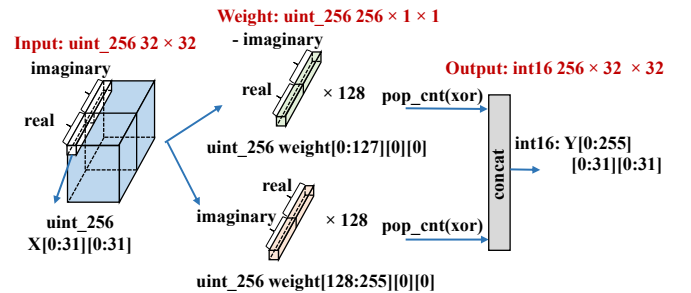 Weight: uint_256 256 × 1 × 1
Input: uint_256 32 × 32
- imaginary
imaginary
Output: int16 256 × 32 × 32
real
× 128
pop_cnt(xor)
real
uint_256 weight[0:127][0][0]
int16: Y[0:255]
[0:31][0:31]
concat
real
uint_256
X[0:31][0:31]
imaginary
× 128
pop_cnt(xor)
uint_256 weight[128:255][0][0]